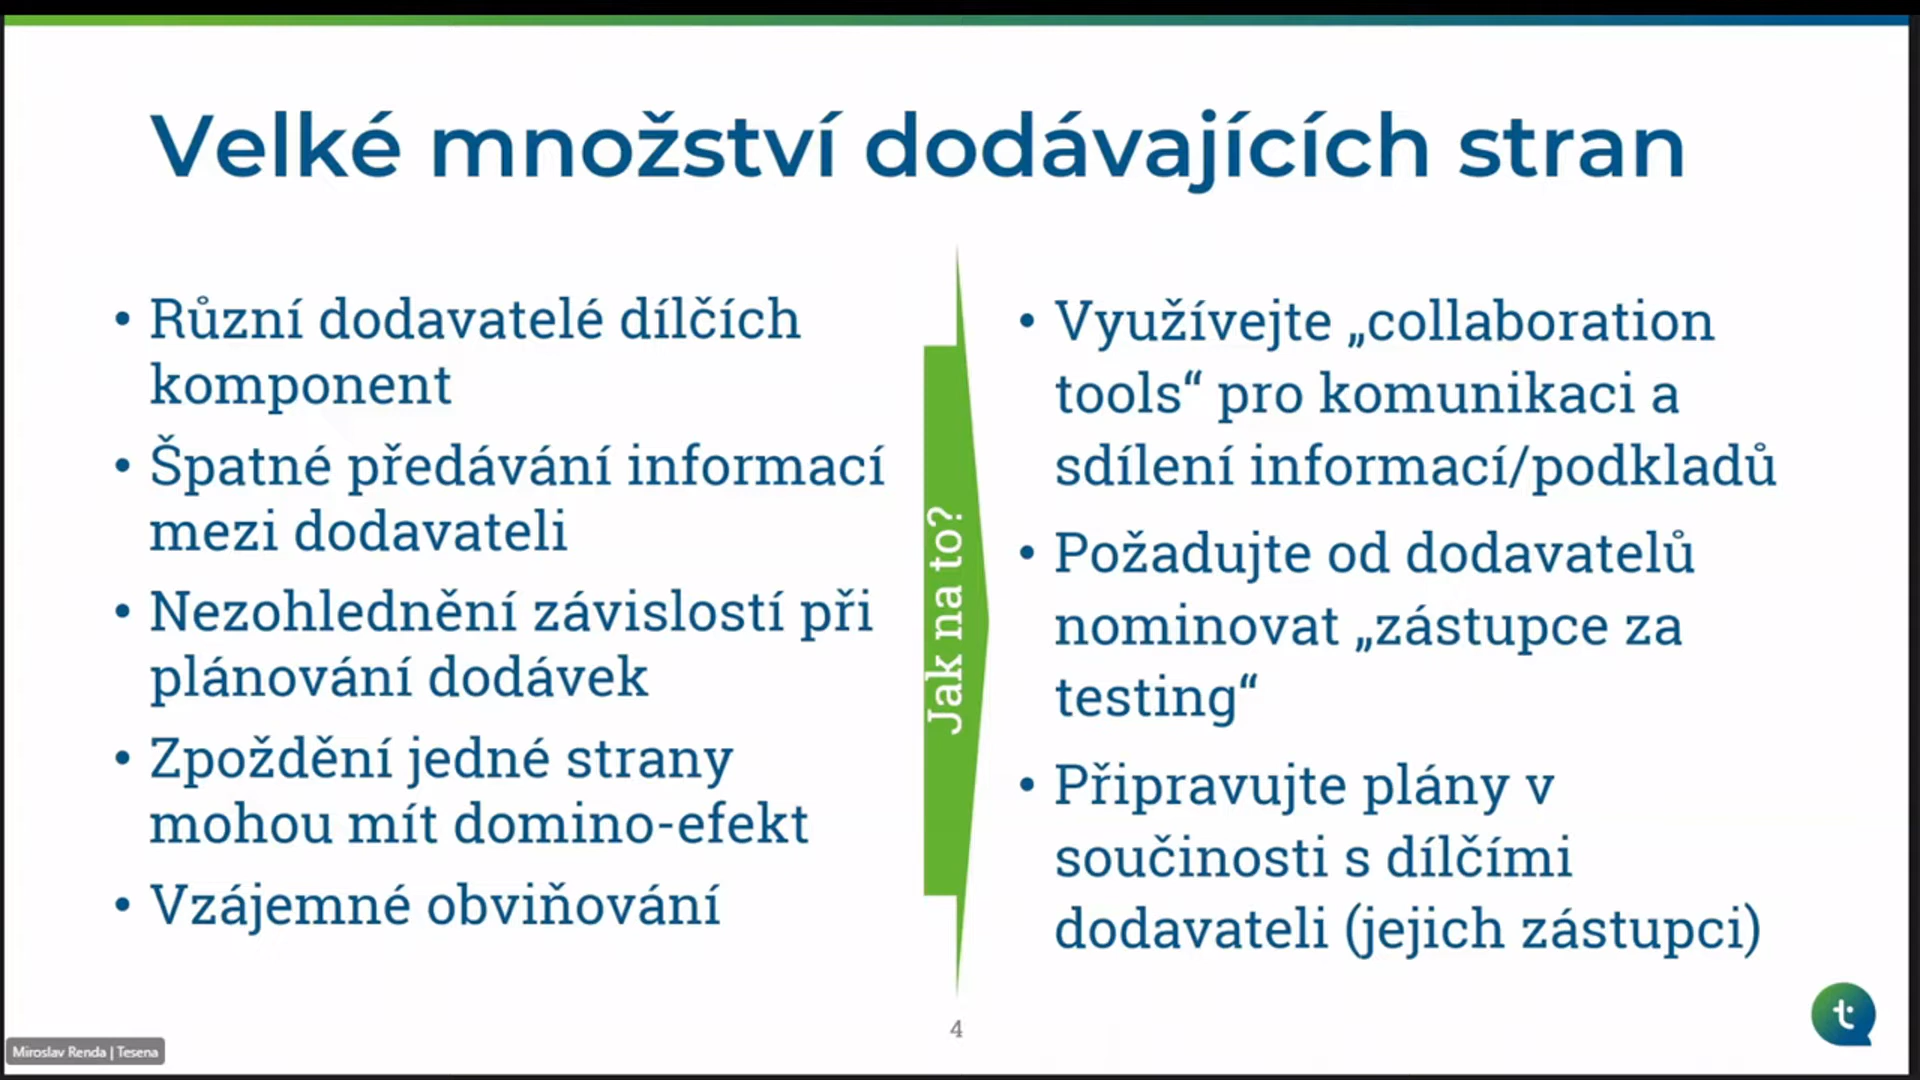 Velké množství dodávajících stran
• Různí dodavatelé dílčích
komponent
• Špatné předávání informací
mezi dodavateli
• Nezohlednění závislostí při
plánování dodávek
• Zpoždění jedné strany
mohou mít domino-efekt
• Vzájemné obviňování
Jak na to?
• Využívejte „collaboration
tools“ pro komunikaci a
sdílení informací/podkladů
• Požadujte od dodavatelů
nominovat „zástupce za
testing“
• Připravujte plány v
součinosti s dílčími
dodavateli (jejich zástupci)
4
t
Miroslav Renda | Tesena